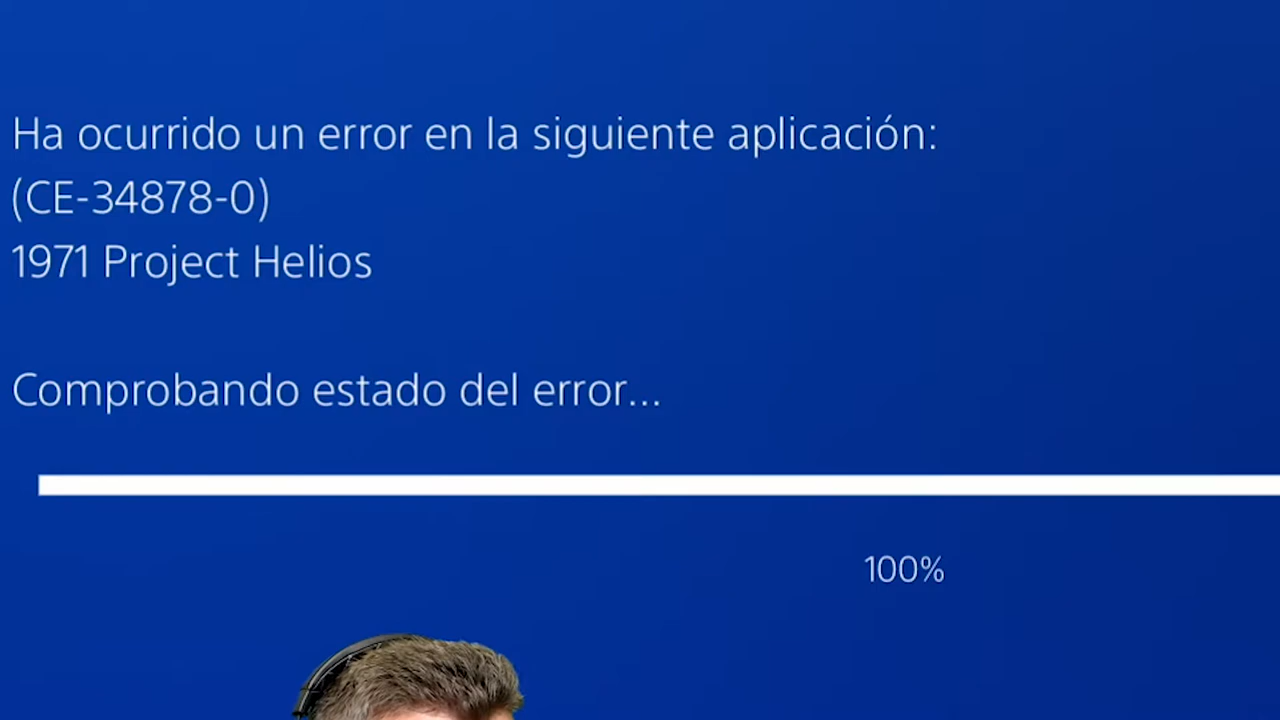 Ha ocurrido un error en la siguiente aplicación:
(CE-34878-0)
1971 Project Helios
Comprobando estado del error...
100%